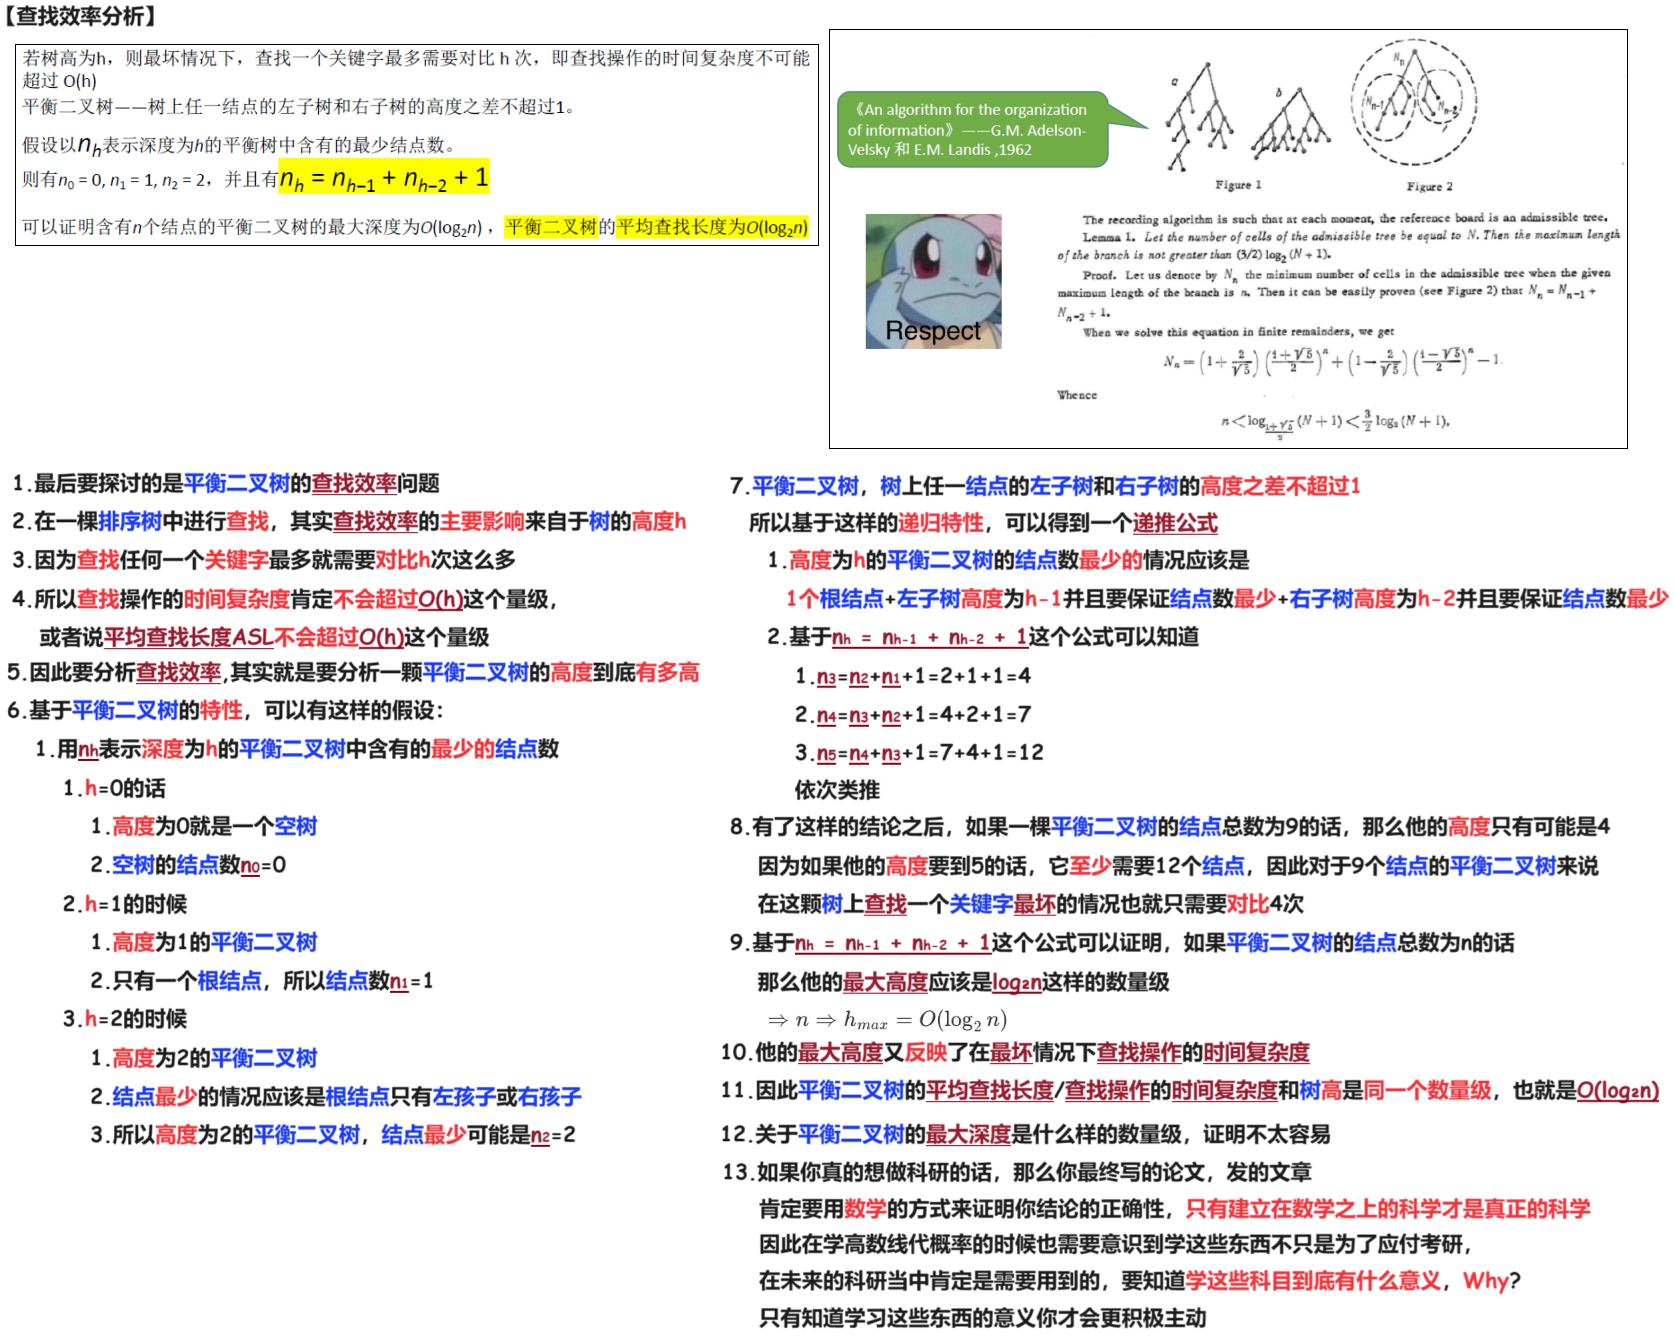 【查找效率分析】
若树高为h，则最坏情况下，查找一个关键字最多需要对比 h 次，即查找操作的时间复杂度不可能
超过 O(h)
平衡二叉树——树上任一结点的左子树和右子树的高度之差不超过1。
假设以nh表示深度为h的平衡树中含有的最少结点数。
则有n0 = 0, n1 = 1, n2 = 2，并且有nh = nh−1 + nh−2 + 1
可以证明含有n个结点的平衡二叉树的最大深度为O(log2n) ，平衡二叉树的平均查找长度为O(log2n)
《An algorithm for the organization
of information》——G.M. Adelson-
Velsky 和 E.M. Landis ,1962
a
b
Nn
Nn-1
Nn-2
Figure 1
Figure 2
Respect
The recording algorithm is such that at each moment, the reference board is an admissible tree.
Lemma 1. Let the number of cells of the admissible tree be equal to N. Then the maximum length
of the branch is not greater than (3/2) log2 (N + 1).
Proof. Let us denote by Nn the minimum number of cells in the admissible tree when the given
maximum length of the branch is n. Then it can be easily proven (see Figure 2) that Nn = Nn-1 +
Nn-2 + 1.
When we solve this equation in finite remainders, we get
Nn = (1 + 2/√5) ((1 + √5)/2)^n + (1 − 2/√5) ((1 − √5)/2)^n − 1.
Whence
n < log(1+√5)/2 (N + 1) < 3/2 log2 (N + 1).
1.最后要探讨的是平衡二叉树的查找效率问题
2.在一棵排序树中进行查找，其实查找效率的主要影响来自于树的高度h
3.因为查找任何一个关键字最多就需要对比h次这么多
4.所以查找操作的时间复杂度肯定不会超过O(h)这个量级，
或者说平均查找长度ASL不会超过O(h)这个量级
5.因此要分析查找效率,其实就是要分析一颗平衡二叉树的高度到底有多高
6.基于平衡二叉树的特性，可以有这样的假设：
1.用nh表示深度为h的平衡二叉树中含有的最少的结点数
1.h=0的话
1.高度为0就是一个空树
2.空树的结点数n0=0
2.h=1的时候
1.高度为1的平衡二叉树
2.只有一个根结点，所以结点数n1=1
3.h=2的时候
1.高度为2的平衡二叉树
2.结点最少的情况应该是根结点只有左孩子或右孩子
3.所以高度为2的平衡二叉树，结点最少可能是n2=2
7.平衡二叉树，树上任一结点的左子树和右子树的高度之差不超过1
所以基于这样的递归特性，可以得到一个递推公式
1.高度为h的平衡二叉树的结点数最少的情况应该是
1个根结点+左子树高度为h-1并且要保证结点数最少+右子树高度为h-2并且要保证结点数最少
2.基于nh = nh-1 + nh-2 + 1这个公式可以知道
1.n3=n2+n1+1=2+1+1=4
2.n4=n3+n2+1=4+2+1=7
3.n5=n4+n3+1=7+4+1=12
依次类推
8.有了这样的结论之后，如果一棵平衡二叉树的结点总数为9的话，那么他的高度只有可能是4
因为如果他的高度要到5的话，它至少需要12个结点，因此对于9个结点的平衡二叉树来说
在这颗树上查找一个关键字最坏的情况也就只需要对比4次
9.基于nh = nh-1 + nh-2 + 1这个公式可以证明，如果平衡二叉树的结点总数为n的话
那么他的最大高度应该是log2n这样的数量级
⇒ n ⇒ hmax = O(log2 n)
10.他的最大高度又反映了在最坏情况下查找操作的时间复杂度
11.因此平衡二叉树的平均查找长度/查找操作的时间复杂度和树高是同一个数量级，也就是O(log2n)
12.关于平衡二叉树的最大深度是什么样的数量级，证明不太容易
13.如果你真的想做科研的话，那么你最终写的论文，发的文章
肯定要用数学的方式来证明你结论的正确性，只有建立在数学之上的科学才是真正的科学
因此在学高数线代概率的时候也需要意识到学这些东西不只是为了应付考研，
在未来的科研当中肯定是需要用到的，要知道学这些科目到底有什么意义，Why?
只有知道学习这些东西的意义你才会更积极主动